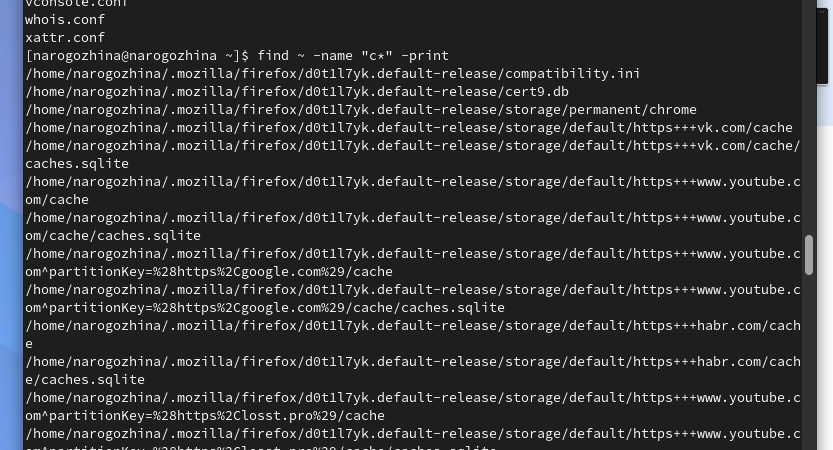 vconsole.conf
whois.conf
xattr.conf
[narogozhina@narogozhina ~]$ find ~ -name "c*" -print
/home/narogozhina/.mozilla/firefox/d0t1l7yk.default-release/compatibility.ini
/home/narogozhina/.mozilla/firefox/d0t1l7yk.default-release/cert9.db
/home/narogozhina/.mozilla/firefox/d0t1l7yk.default-release/storage/permanent/chrome
/home/narogozhina/.mozilla/firefox/d0t1l7yk.default-release/storage/default/https+++vk.com/cache
/home/narogozhina/.mozilla/firefox/d0t1l7yk.default-release/storage/default/https+++vk.com/cache/
caches.sqlite
/home/narogozhina/.mozilla/firefox/d0t1l7yk.default-release/storage/default/https+++www.youtube.c
om/cache
/home/narogozhina/.mozilla/firefox/d0t1l7yk.default-release/storage/default/https+++www.youtube.c
om/cache/caches.sqlite
/home/narogozhina/.mozilla/firefox/d0t1l7yk.default-release/storage/default/https+++www.youtube.c
om^partitionKey=%28https%2Cgoogle.com%29/cache
/home/narogozhina/.mozilla/firefox/d0t1l7yk.default-release/storage/default/https+++www.youtube.c
om^partitionKey=%28https%2Cgoogle.com%29/cache/caches.sqlite
/home/narogozhina/.mozilla/firefox/d0t1l7yk.default-release/storage/default/https+++habr.com/cach
e
/home/narogozhina/.mozilla/firefox/d0t1l7yk.default-release/storage/default/https+++habr.com/cach
e/caches.sqlite
/home/narogozhina/.mozilla/firefox/d0t1l7yk.default-release/storage/default/https+++www.youtube.c
om^partitionKey=%28https%2Closst.pro%29/cache
/home/narogozhina/.mozilla/firefox/d0t1l7yk.default-release/storage/default/https+++www.youtube.c
om^partitionKey=%28https%2Closst.pro%29/cache/caches.sqlite